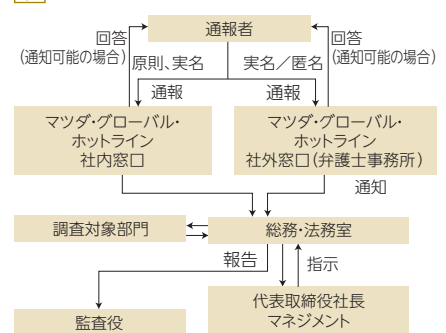 通報者
回答
(通知可能の場合)
原則、実名
実名／匿名
回答
(通知可能の場合)
通報
通報
マツダ・グローバル・
ホットライン
社内窓口
マツダ・グローバル・
ホットライン
社外窓口(弁護士事務所)
通知
調査対象部門
総務・法務室
報告
指示
監査役
代表取締役社長
マネジメント